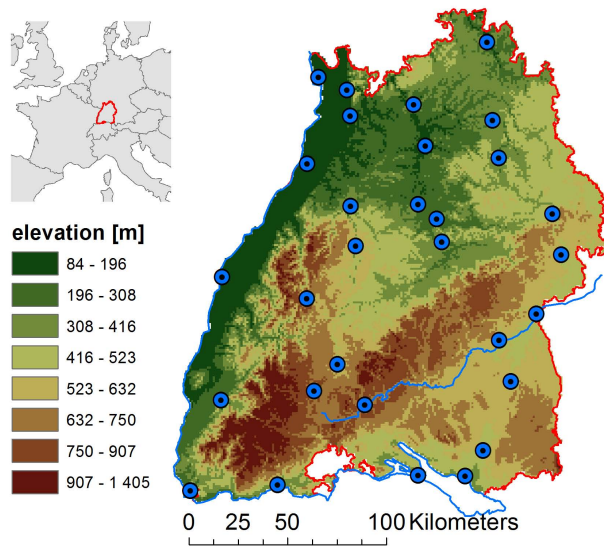 elevation [m]
84 - 196
196 - 308
308 - 416
416 - 523
523 - 632
632 - 750
750 - 907
907 - 1 405
0 25 50 100 Kilometers